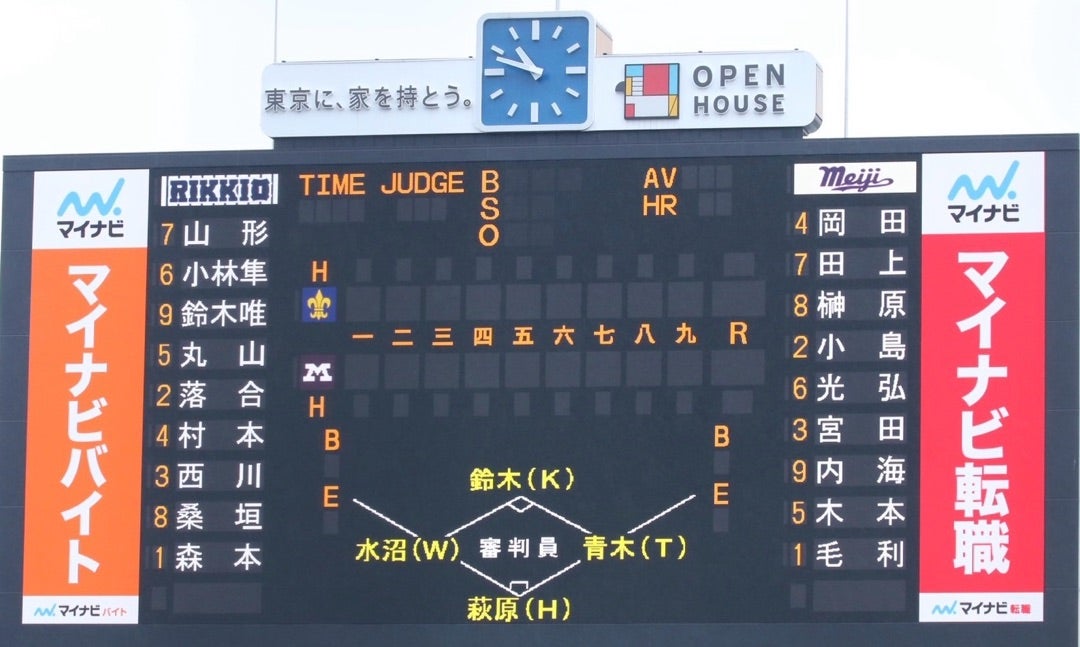 東京に、家を持とう。
OPEN
HOUSE
マイナビ
マイナビバイト
マイナビバイト
RIKKIO
7 山形
6 小林隼
9 鈴木唯
5 丸山
2 落合
4 村本
3 西川
8 桑垣
1 森本
TIME JUDGE B
S
O
AV
HR
H
一 二 三 四 五 六 七 八 九 R
M
H
B
E
B
E
鈴木(K)
水沼(W) 審判員 青木(T)
萩原(H)
Meiji
4 岡田
7 田上
8 榊原
2 小島
6 光弘
3 宮田
9 内海
5 木本
1 毛利
マイナビ
マイナビ転職
マイナビ転職